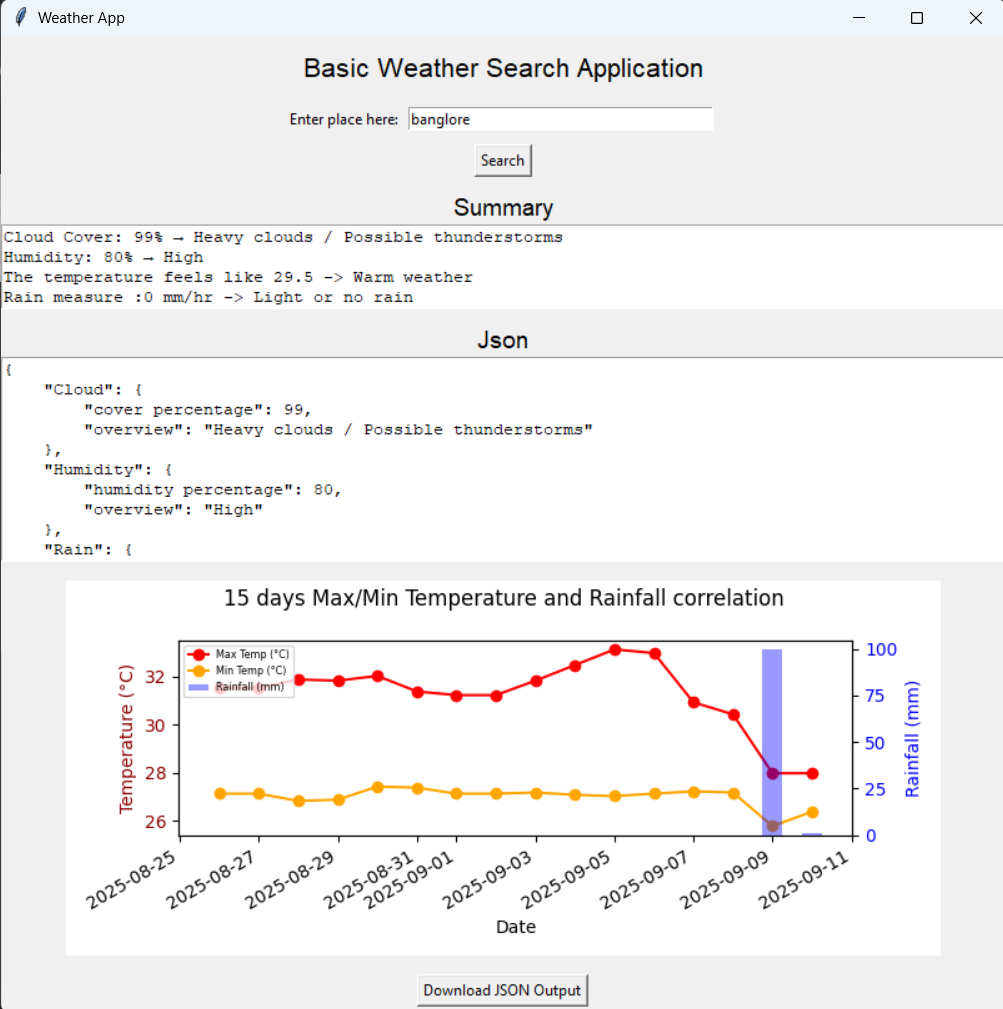 Weather App
Basic Weather Search Application
Enter place here: banglore
Search
Summary
Cloud Cover: 99% → Heavy clouds / Possible thunderstorms
Humidity: 80% → High
The temperature feels like 29.5 -> Warm weather
Rain measure :0 mm/hr -> Light or no rain
Json
{
    "Cloud": {
        "cover percentage": 99,
        "overview": "Heavy clouds / Possible thunderstorms"
    },
    "Humidity": {
        "humidity percentage": 80,
        "overview": "High"
    },
    "Rain": {
15 days Max/Min Temperature and Rainfall correlation
Max Temp (°C)
Min Temp (°C)
Rainfall (mm)
Temperature (°C)
32
30
28
26
100
75
50
25
0
Rainfall (mm)
2025-08-25
2025-08-27
2025-08-29
2025-08-31
2025-09-01
2025-09-03
2025-09-05
2025-09-07
2025-09-09
2025-09-11
Date
Download JSON Output